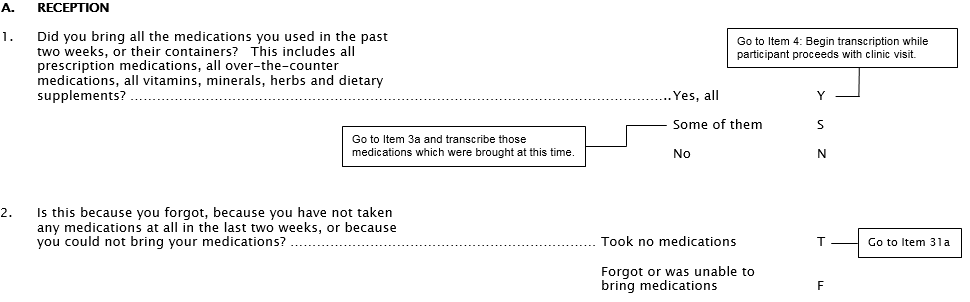 A. RECEPTION
1. Did you bring all the medications you used in the past
two weeks, or their containers? This includes all
prescription medications, all over-the-counter
medications, all vitamins, minerals, herbs and dietary
supplements? ................................................................................ Yes, all Y
Go to Item 4: Begin transcription while
participant proceeds with clinic visit.
Some of them S
Go to Item 3a and transcribe those
medications which were brought at this time.
No N
2. Is this because you forgot, because you have not taken
any medications at all in the last two weeks, or because
you could not bring your medications? ............................................. Took no medications T
Go to Item 31a
Forgot or was unable to
bring medications F